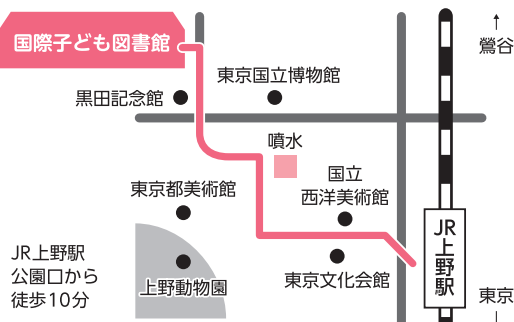 国際子ども図書館
↑
鶯谷
東京国立博物館
黒田記念館
噴水
国立
西洋美術館
東京都美術館
JR上野駅
JR上野駅
公園口から
徒歩10分
上野動物園
東京文化会館
東京